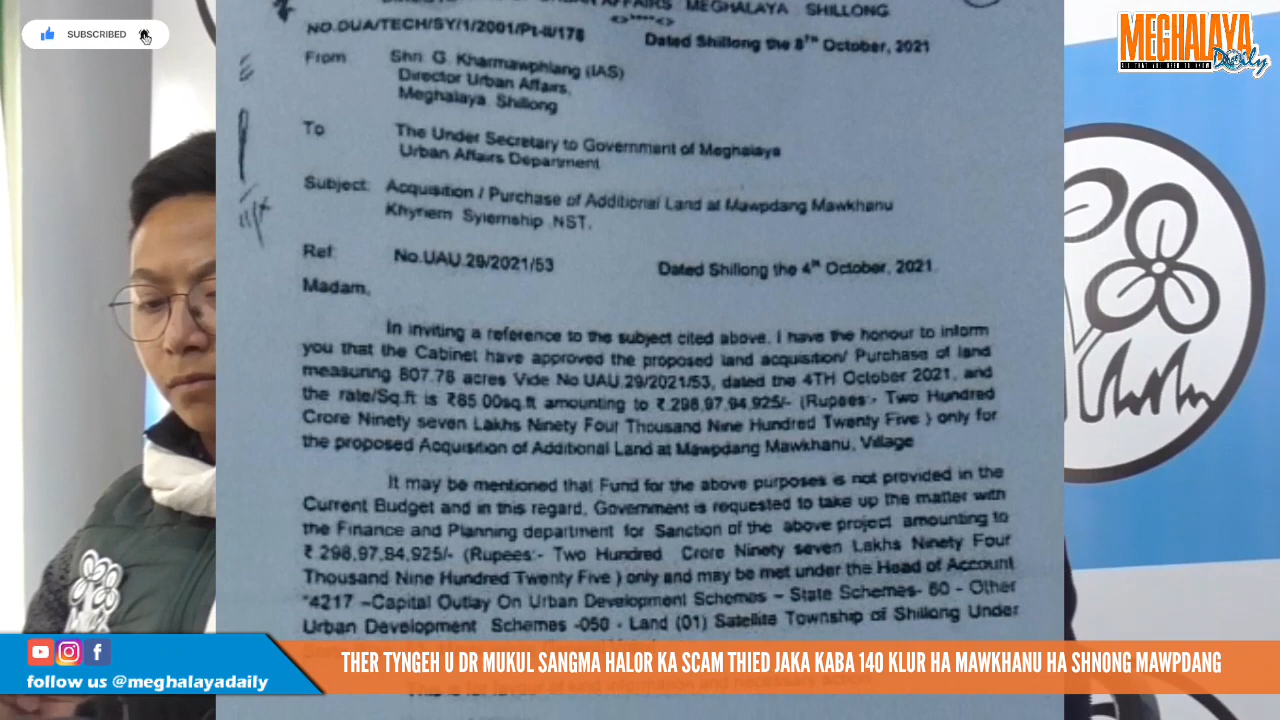 SUBSCRIBED
MEGHALAYA
Daily
AFFAIRS MEGHALAYA SHILLONG
<>****<>
NO.DUA/TECH/SY/1/2001/Pt-II/178 Dated Shillong the 8TH October, 2021
From Shri G. Kharmawphlang (IAS)
Director Urban Affairs,
Meghalaya Shillong
To The Under Secretary to Government of Meghalaya
Urban Affairs Department
Subject: Acquisition / Purchase of Additional Land at Mawpdang Mawkhanu
Khyriem Syiemship .NST.
Ref: No.UAU.29/2021/53 Dated Shillong the 4th October, 2021.
Madam,
In inviting a reference to the subject cited above, I have the honour to inform
you that the Cabinet have approved the proposed land acquisition/ Purchase of land
measuring 807.78 acres Vide No.UAU.29/2021/53, dated the 4TH October 2021, and
the rate/Sq.ft is ₹85.00sq.ft amounting to ₹.298,97,94,925/- (Rupees:- Two Hundred
Crore Ninety seven Lakhs Ninety Four Thousand Nine Hundred Twenty Five ) only for
the proposed Acquisition of Additional Land at Mawpdang Mawkhanu, Village
It may be mentioned that Fund for the above purposes is not provided in the
Current Budget and in this regard, Government is requested to take up the matter with
the Finance and Planning department for Sanction of the above project amounting to
₹.298,97,94,925/- (Rupees:- Two Hundred Crore Ninety seven Lakhs Ninety Four
Thousand Nine Hundred Twenty Five ) only and may be met under the Head of Account
"4217 –Capital Outlay On Urban Development Schemes – State Schemes- 60 - Other
Urban Development Schemes -050 - Land (01) Satellite Township of Shillong Under
follow us @meghalayadaily
THER TYNGEH U DR MUKUL SANGMA HALOR KA SCAM THIED JAKA KABA 140 KLUR HA MAWKHANU HA SHNONG MAWPDANG